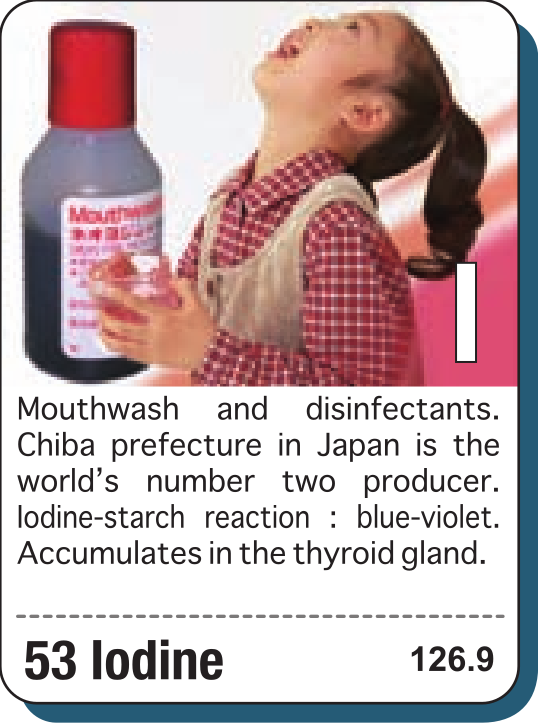 Mouthwash
I
Mouthwash and disinfectants.
Chiba prefecture in Japan is the
world's number two producer.
Iodine-starch reaction : blue-violet.
Accumulates in the thyroid gland.
53 Iodine
126.9